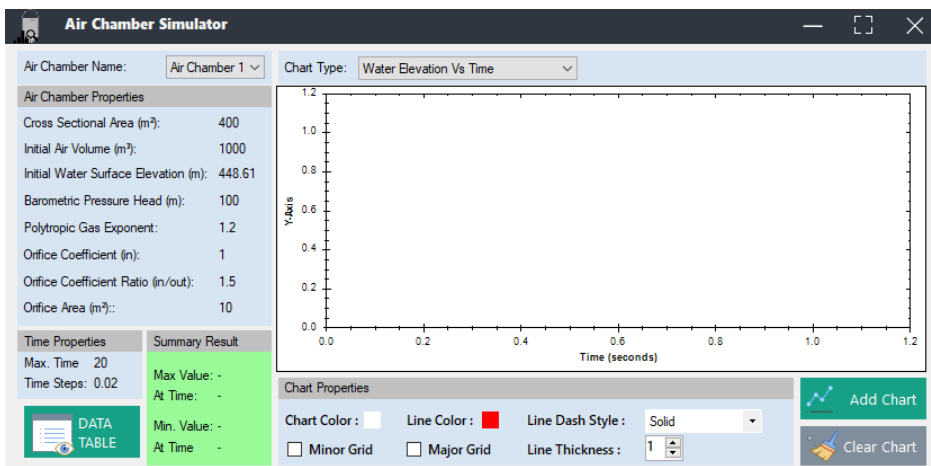 Air Chamber Simulator
Air Chamber Name: Air Chamber 1
Air Chamber Properties
Cross Sectional Area (m²): 400
Initial Air Volume (m³): 1000
Initial Water Surface Elevation (m): 448.61
Barometric Pressure Head (m): 100
Polytropic Gas Exponent: 1.2
Orifice Coefficient (in): 1
Orifice Coefficient Ratio (in/out): 1.5
Orifice Area (m²):: 10
Time Properties
Max. Time 20
Time Steps: 0.02
DATA
TABLE
Summary Result
Max Value: -
At Time: -
Min. Value: -
At Time -
Chart Type: Water Elevation Vs Time
1.2
1.0
0.8
0.6
0.4
0.2
0.0
Y-Axis
0.0 0.2 0.4 0.6 0.8 1.0 1.2
Time (seconds)
Chart Properties
Chart Color : Line Color : Line Dash Style : Solid
Minor Grid Major Grid Line Thickness : 1
Add Chart
Clear Chart